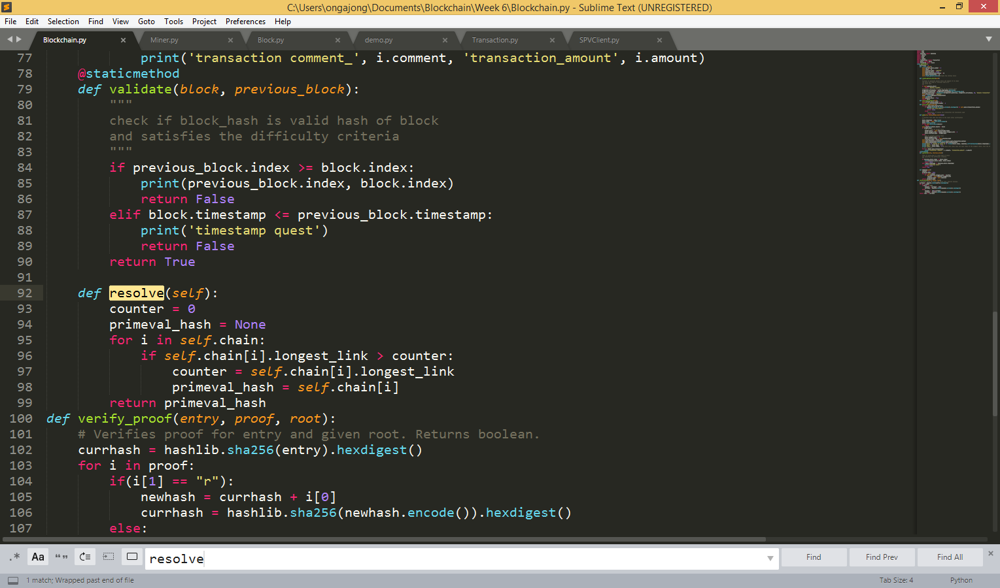 C:\Users\ongajong\Documents\Blockchain\Week 6\Blockchain.py - Sublime Text (UNREGISTERED)
File Edit Selection Find View Goto Tools Project Preferences Help
Blockchain.py Miner.py Block.py demo.py Transaction.py SPVClient.py
77 print('transaction comment_', i.comment, 'transaction_amount', i.amount)
78 @staticmethod
79 def validate(block, previous_block):
80 """
81 check if block_hash is valid hash of block
82 and satisfies the difficulty criteria
83 """
84 if previous_block.index >= block.index:
85 print(previous_block.index, block.index)
86 return False
87 elif block.timestamp <= previous_block.timestamp:
88 print('timestamp quest')
89 return False
90 return True
91
92 def resolve(self):
93 counter = 0
94 primeval_hash = None
95 for i in self.chain:
96 if self.chain[i].longest_link > counter:
97 counter = self.chain[i].longest_link
98 primeval_hash = self.chain[i]
99 return primeval_hash
100 def verify_proof(entry, proof, root):
101 # Verifies proof for entry and given root. Returns boolean.
102 currhash = hashlib.sha256(entry).hexdigest()
103 for i in proof:
104 if(i[1] == "r"):
105 newhash = currhash + i[0]
106 currhash = hashlib.sha256(newhash.encode()).hexdigest()
107 else:
.* Aa “” resolve Find Find Prev Find All
1 match; Wrapped past end of file Tab Size: 4 Python